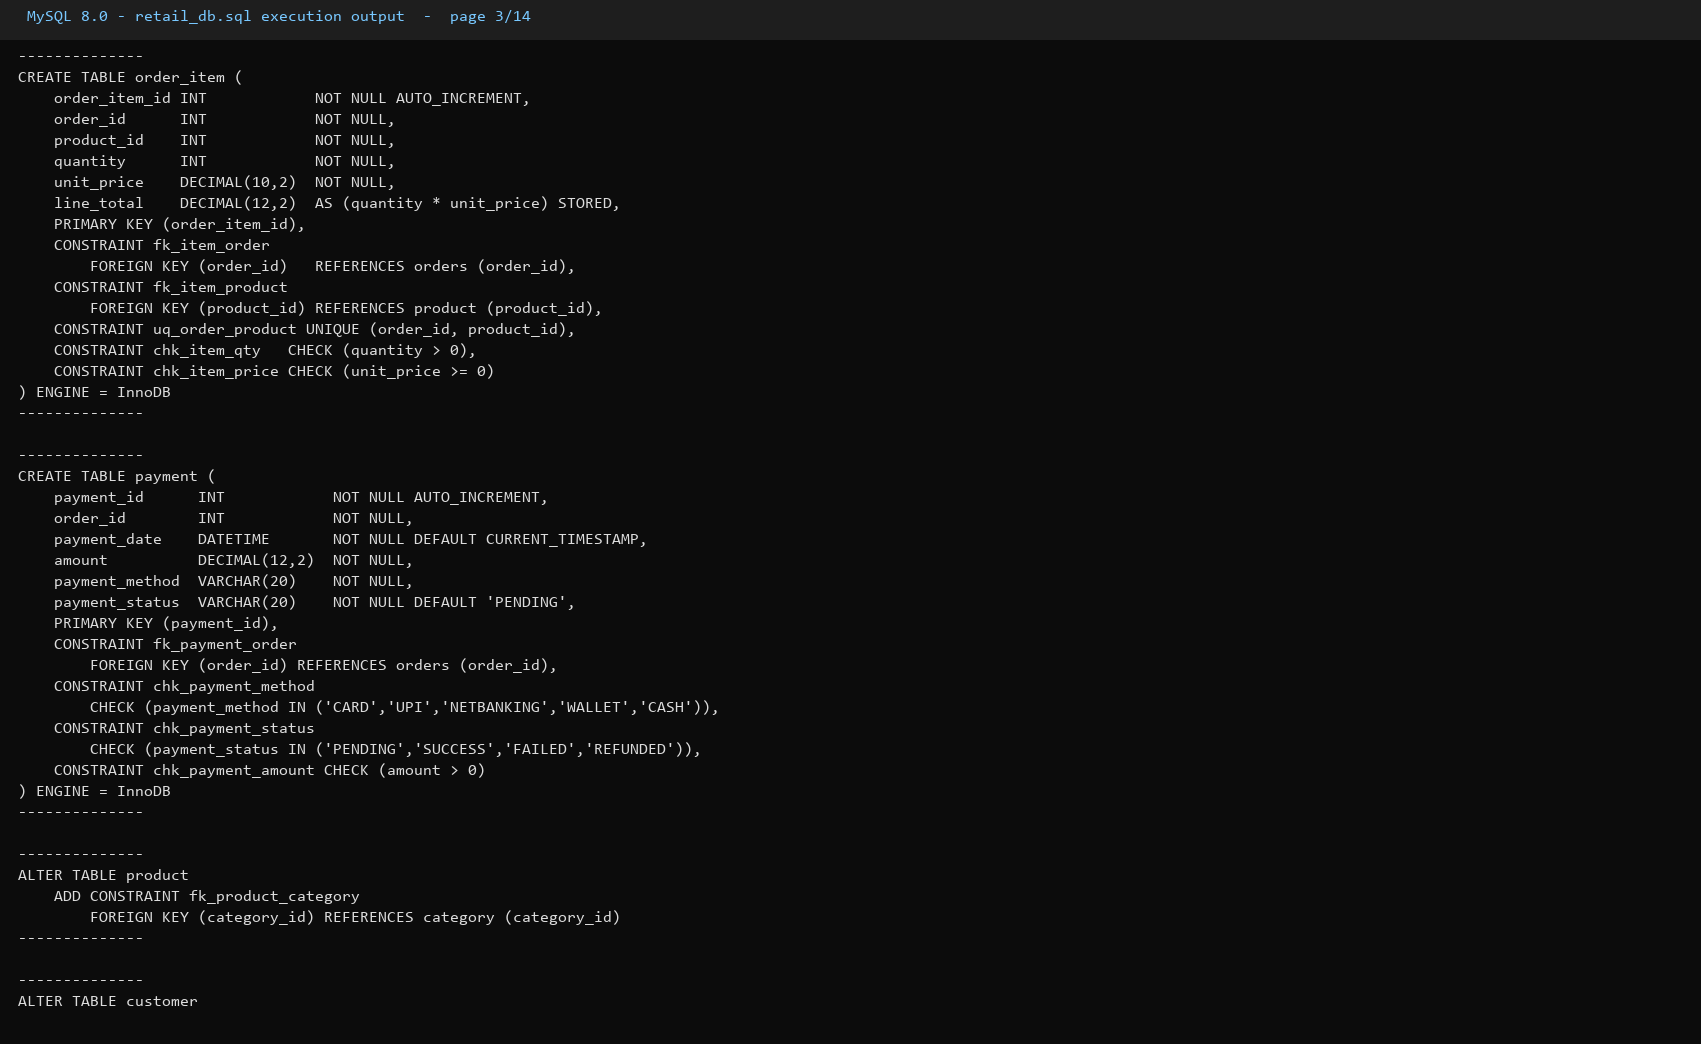 MySQL 8.0 - retail_db.sql execution output  -  page 3/14
--------------
CREATE TABLE order_item (
    order_item_id INT            NOT NULL AUTO_INCREMENT,
    order_id      INT            NOT NULL,
    product_id    INT            NOT NULL,
    quantity      INT            NOT NULL,
    unit_price    DECIMAL(10,2)  NOT NULL,
    line_total    DECIMAL(12,2)  AS (quantity * unit_price) STORED,
    PRIMARY KEY (order_item_id),
    CONSTRAINT fk_item_order
        FOREIGN KEY (order_id)   REFERENCES orders (order_id),
    CONSTRAINT fk_item_product
        FOREIGN KEY (product_id) REFERENCES product (product_id),
    CONSTRAINT uq_order_product UNIQUE (order_id, product_id),
    CONSTRAINT chk_item_qty   CHECK (quantity > 0),
    CONSTRAINT chk_item_price CHECK (unit_price >= 0)
) ENGINE = InnoDB
--------------

--------------
CREATE TABLE payment (
    payment_id      INT            NOT NULL AUTO_INCREMENT,
    order_id        INT            NOT NULL,
    payment_date    DATETIME       NOT NULL DEFAULT CURRENT_TIMESTAMP,
    amount          DECIMAL(12,2)  NOT NULL,
    payment_method  VARCHAR(20)    NOT NULL,
    payment_status  VARCHAR(20)    NOT NULL DEFAULT 'PENDING',
    PRIMARY KEY (payment_id),
    CONSTRAINT fk_payment_order
        FOREIGN KEY (order_id) REFERENCES orders (order_id),
    CONSTRAINT chk_payment_method
        CHECK (payment_method IN ('CARD','UPI','NETBANKING','WALLET','CASH')),
    CONSTRAINT chk_payment_status
        CHECK (payment_status IN ('PENDING','SUCCESS','FAILED','REFUNDED')),
    CONSTRAINT chk_payment_amount CHECK (amount > 0)
) ENGINE = InnoDB
--------------

--------------
ALTER TABLE product
    ADD CONSTRAINT fk_product_category
        FOREIGN KEY (category_id) REFERENCES category (category_id)
--------------

--------------
ALTER TABLE customer